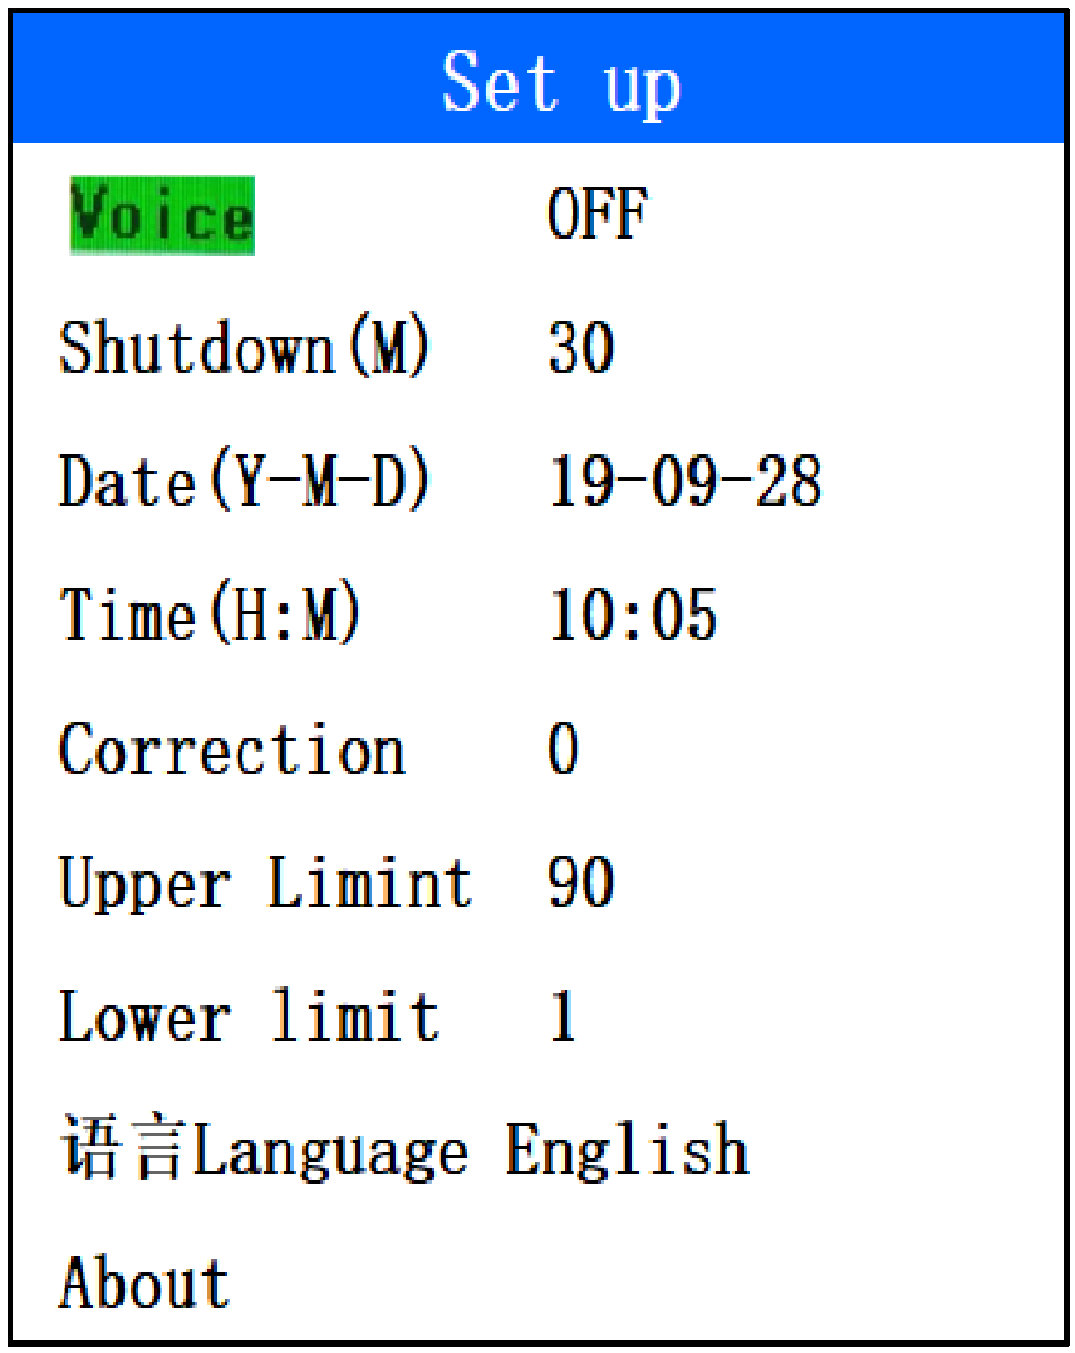 Set up
Voice OFF
Shutdown(M) 30
Date(Y-M-D) 19-09-28
Time(H:M) 10:05
Correction 0
Upper Limint 90
Lower limit 1
语言Language English
About